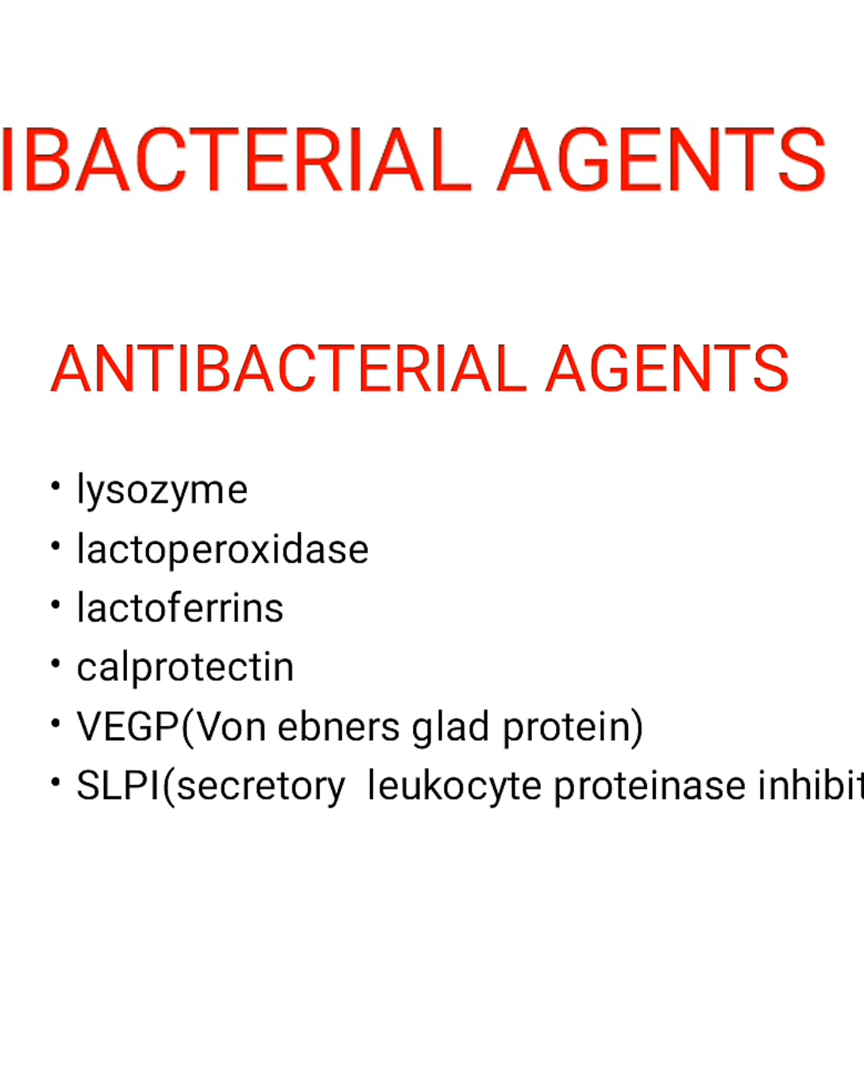 IBACTERIAL AGENTS
ANTIBACTERIAL AGENTS
• lysozyme
• lactoperoxidase
• lactoferrins
• calprotectin
• VEGP(Von ebners glad protein)
• SLPI(secretory leukocyte proteinase inhibit